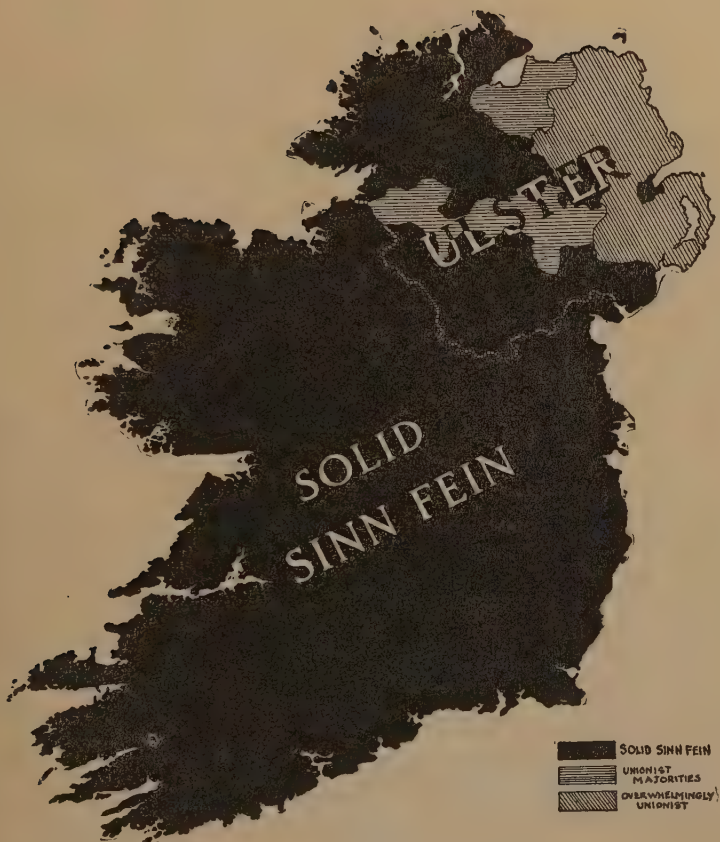 ULSTER
SOLID
SINN FEIN
SOLID SINN FEIN
UNIONIST
MAJORITIES
OVERWHELMINGLY
UNIONIST